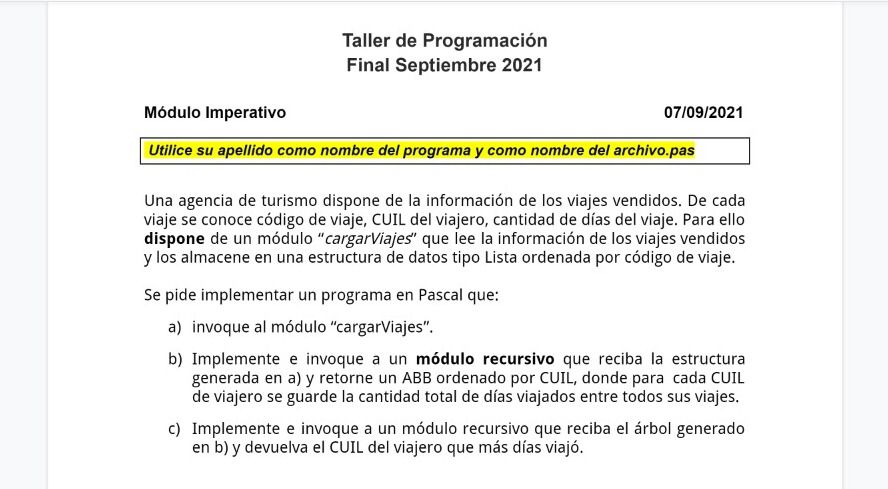 Taller de Programación
Final Septiembre 2021
Módulo Imperativo 07/09/2021
Utilice su apellido como nombre del programa y como nombre del archivo.pas
Una agencia de turismo dispone de la información de los viajes vendidos. De cada
viaje se conoce código de viaje, CUIL del viajero, cantidad de días del viaje. Para ello
dispone de un módulo “cargarViajes” que lee la información de los viajes vendidos
y los almacene en una estructura de datos tipo Lista ordenada por código de viaje.
Se pide implementar un programa en Pascal que:
a) invoque al módulo “cargarViajes”.
b) Implemente e invoque a un módulo recursivo que reciba la estructura
generada en a) y retorne un ABB ordenado por CUIL, donde para cada CUIL
de viajero se guarde la cantidad total de días viajados entre todos sus viajes.
c) Implemente e invoque a un módulo recursivo que reciba el árbol generado
en b) y devuelva el CUIL del viajero que más días viajó.